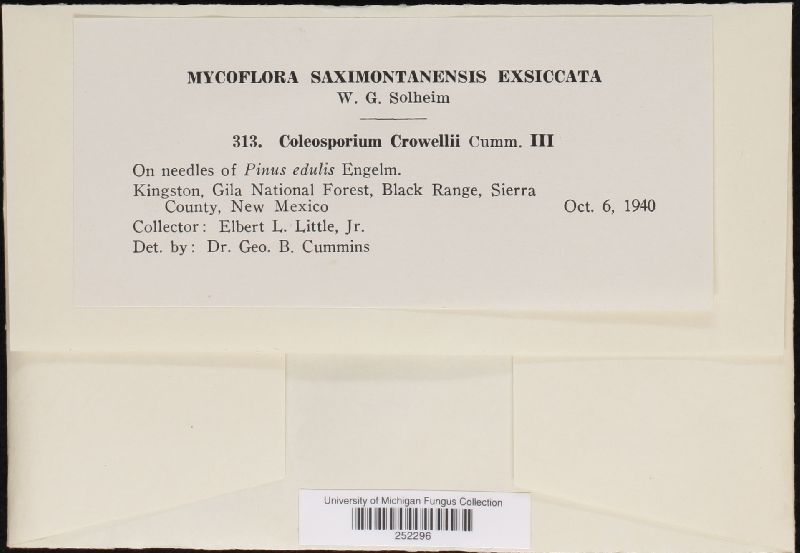 MYCOFLORA SAXIMONTANENSIS EXSICCATA
W. G. Solheim
313. Coleosporium Crowellii Cumm. III
On needles of Pinus edulis Engelm.
Kingston, Gila National Forest, Black Range, Sierra
County, New Mexico Oct. 6, 1940
Collector: Elbert L. Little, Jr.
Det. by: Dr. Geo. B. Cummins
University of Michigan Fungus Collection
252296